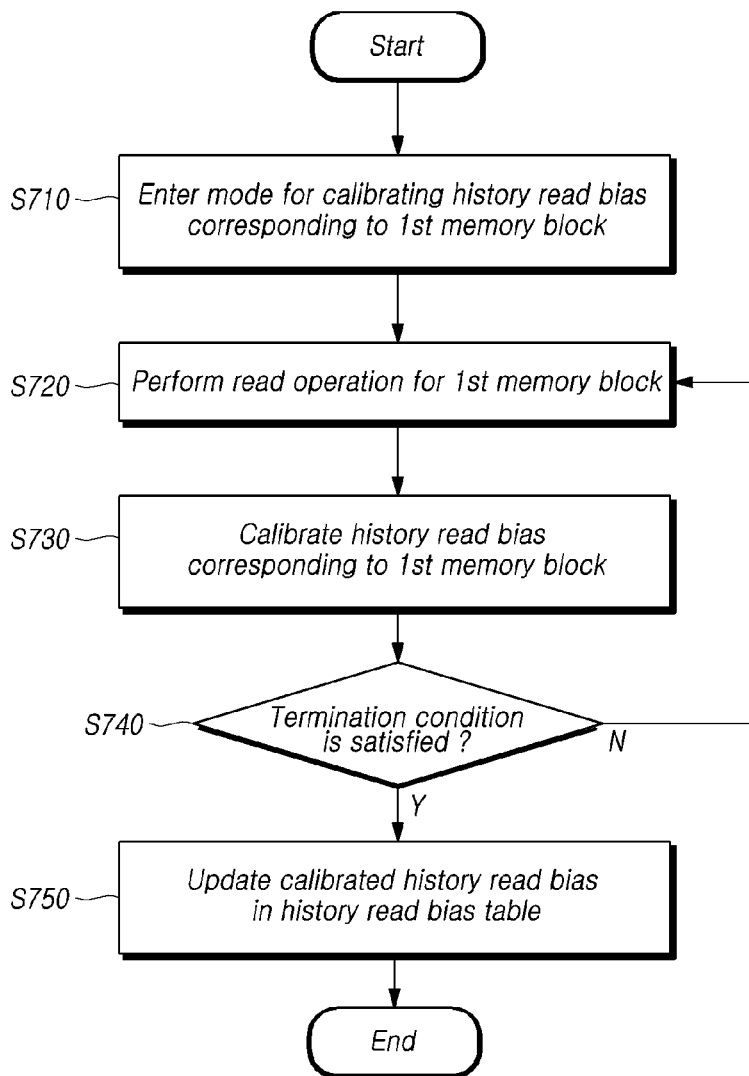 Start
S710
Enter mode for calibrating history read bias
corresponding to 1st memory block
S720
Perform read operation for 1st memory block
S730
Calibrate history read bias
corresponding to 1st memory block
S740
Termination condition
is satisfied ?
N
Y
S750
Update calibrated history read bias
in history read bias table
End